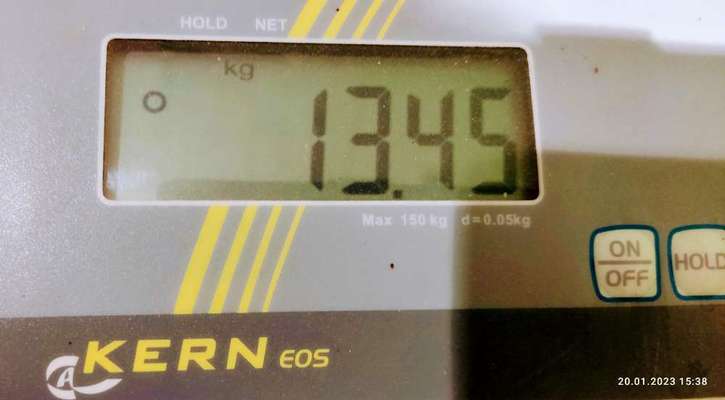 HOLD NET
kg
13.45
Max 150 kg d=0.05kg
ON
OFF
HOLD
KERN EOS
20.01.2023 15:38